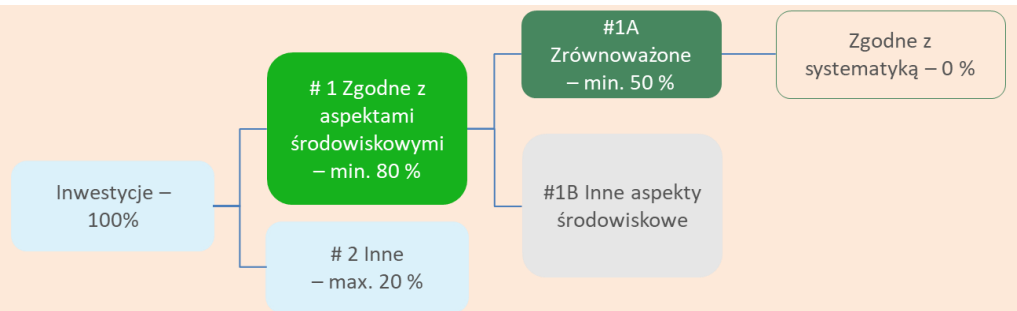 Inwestycje –
100%
# 1 Zgodne z
aspektami
środowiskowymi
– min. 80 %
# 2 Inne
– max. 20 %
#1A
Zrównoważone
– min. 50 %
#1B Inne aspekty
środowiskowe
Zgodne z
systematyką – 0 %